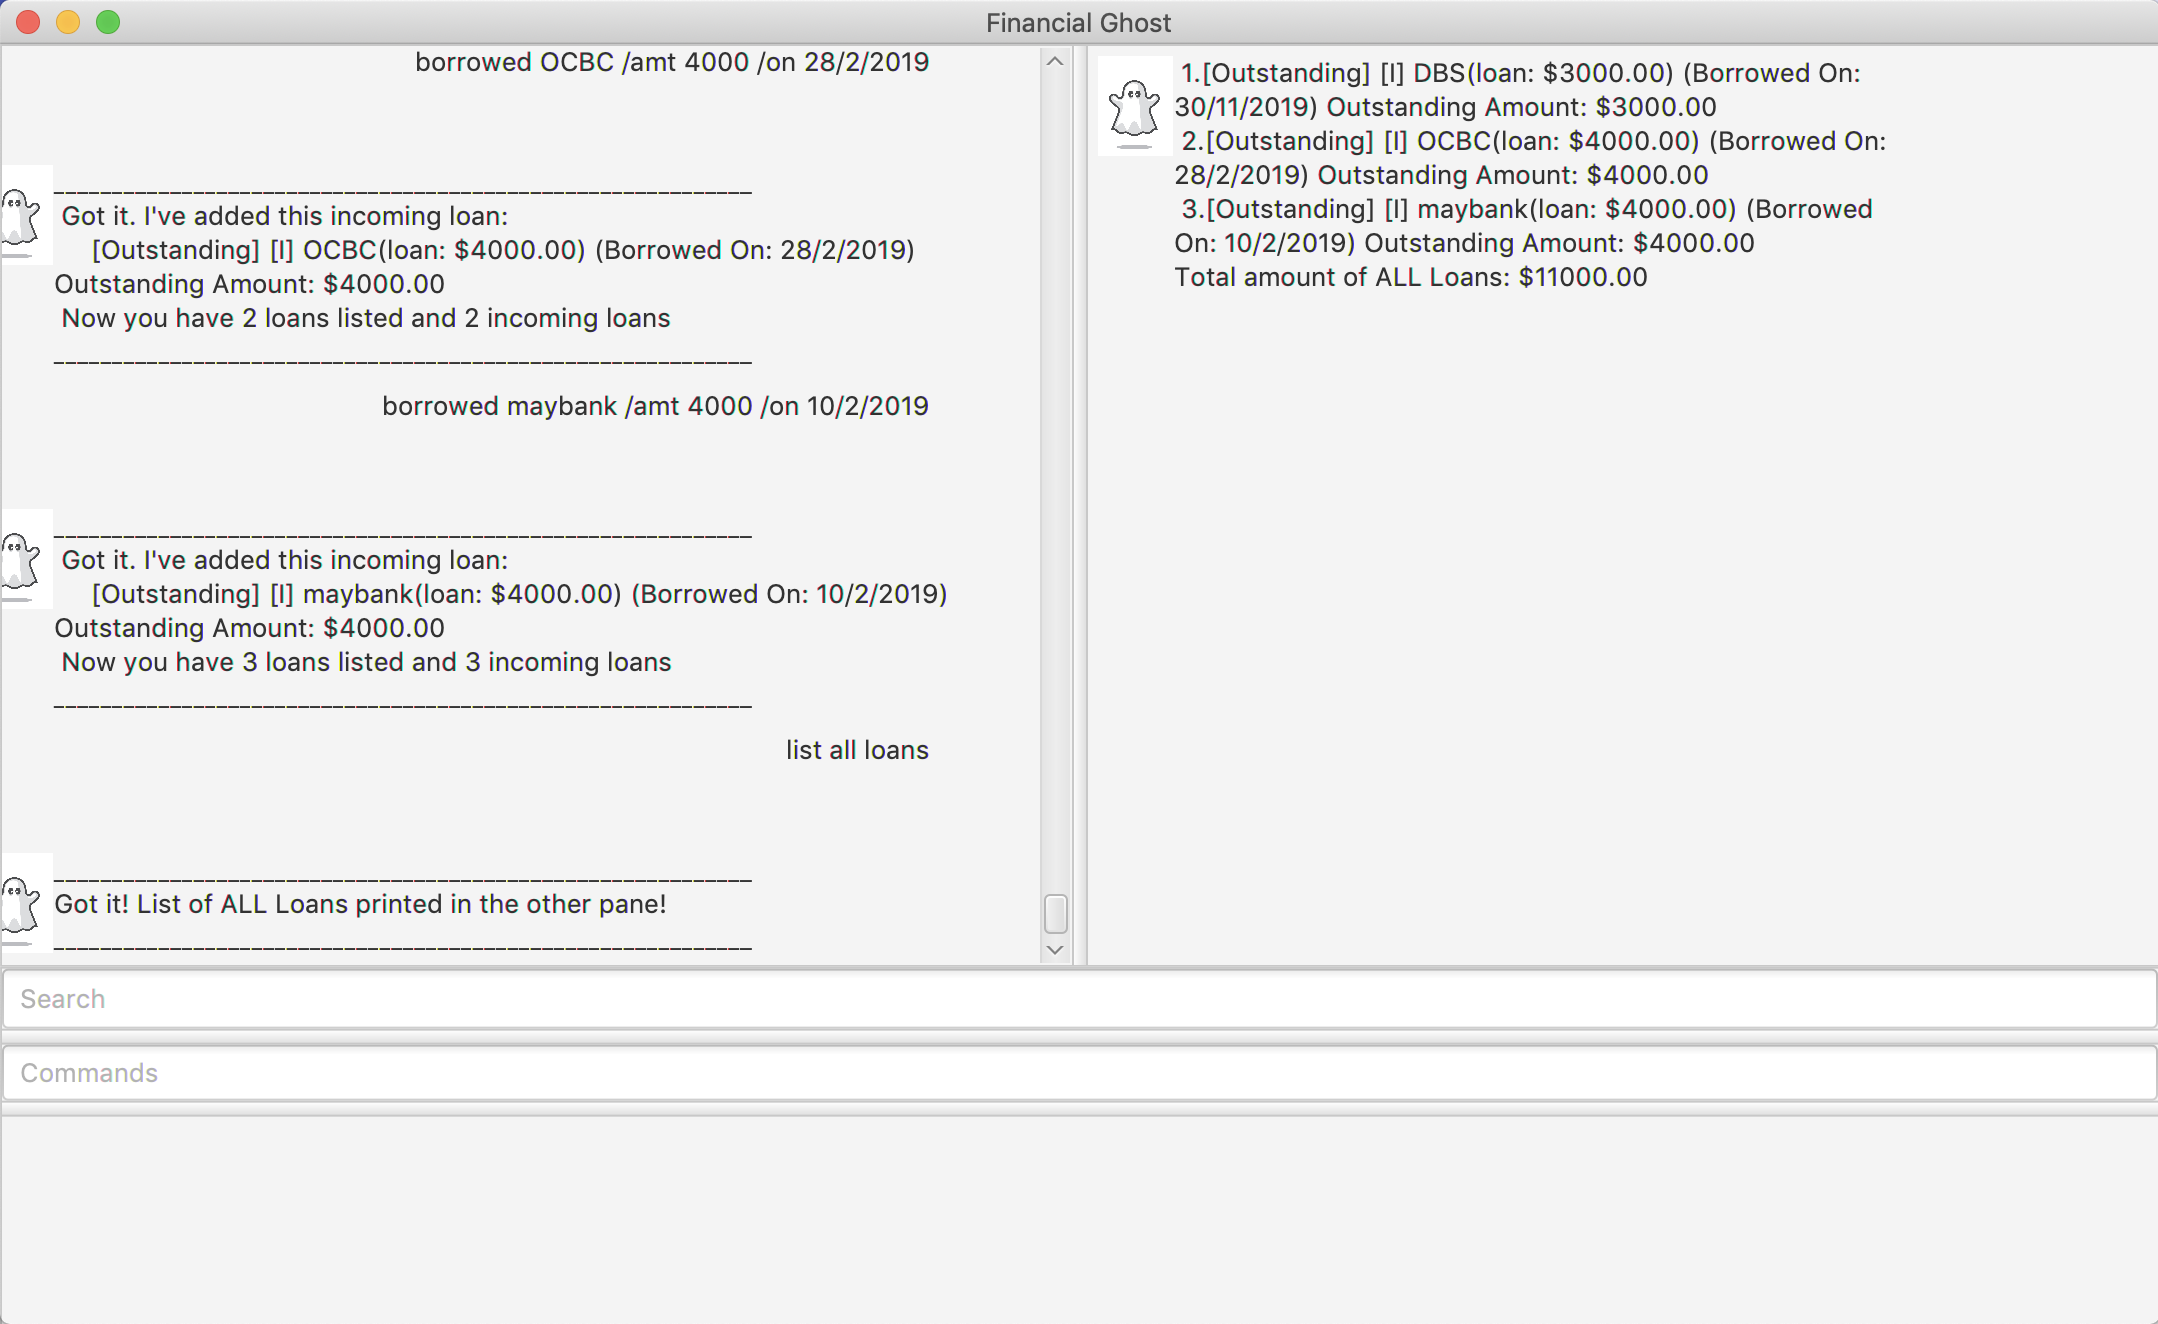 Financial Ghost
borrowed OCBC /amt 4000 /on 28/2/2019
____________________________________________________________
Got it. I've added this incoming loan:
[Outstanding] [I] OCBC(loan: $4000.00) (Borrowed On: 28/2/2019)
Outstanding Amount: $4000.00
Now you have 2 loans listed and 2 incoming loans
____________________________________________________________
borrowed maybank /amt 4000 /on 10/2/2019
____________________________________________________________
Got it. I've added this incoming loan:
[Outstanding] [I] maybank(loan: $4000.00) (Borrowed On: 10/2/2019)
Outstanding Amount: $4000.00
Now you have 3 loans listed and 3 incoming loans
____________________________________________________________
list all loans
____________________________________________________________
Got it! List of ALL Loans printed in the other pane!
____________________________________________________________
1.[Outstanding] [I] DBS(loan: $3000.00) (Borrowed On:
30/11/2019) Outstanding Amount: $3000.00
2.[Outstanding] [I] OCBC(loan: $4000.00) (Borrowed On:
28/2/2019) Outstanding Amount: $4000.00
3.[Outstanding] [I] maybank(loan: $4000.00) (Borrowed
On: 10/2/2019) Outstanding Amount: $4000.00
Total amount of ALL Loans: $11000.00
Search
Commands